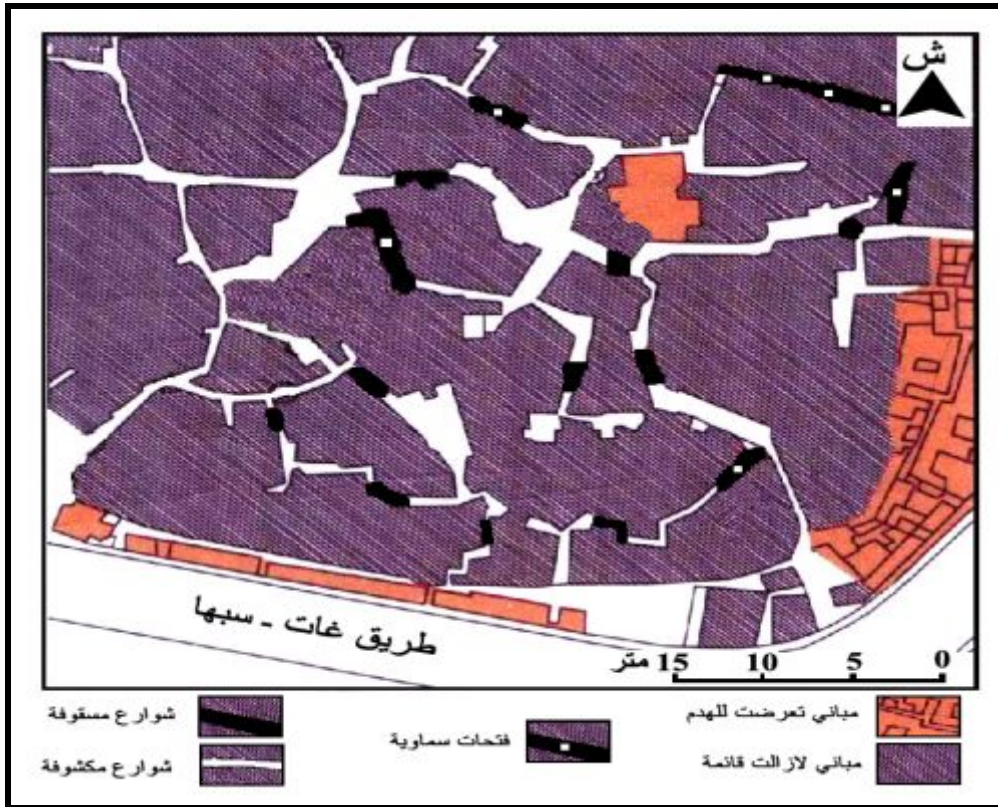 ش
طريق غات - سبها
0 5 10 15 متر
مباني تعرضت للهدم
مباني لازالت قائمة
فتحات سماوية
شوارع مسقوفة
شوارع مكشوفة